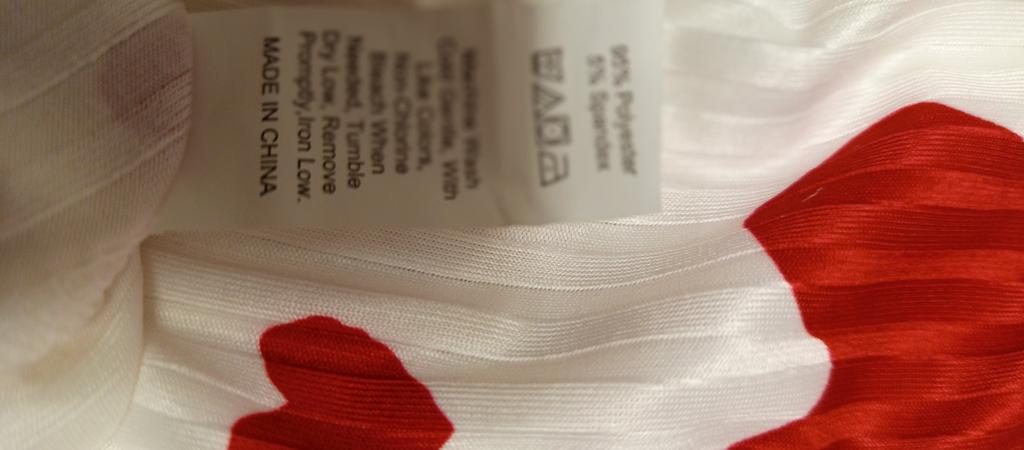 95% Polyester
5% Spandex
Machine Wash
Cold Gentle, With
Like Colors,
Non-Chlorine
Bleach When
Needed, Tumble
Dry Low, Remove
Promptly,Iron Low.
MADE IN CHINA